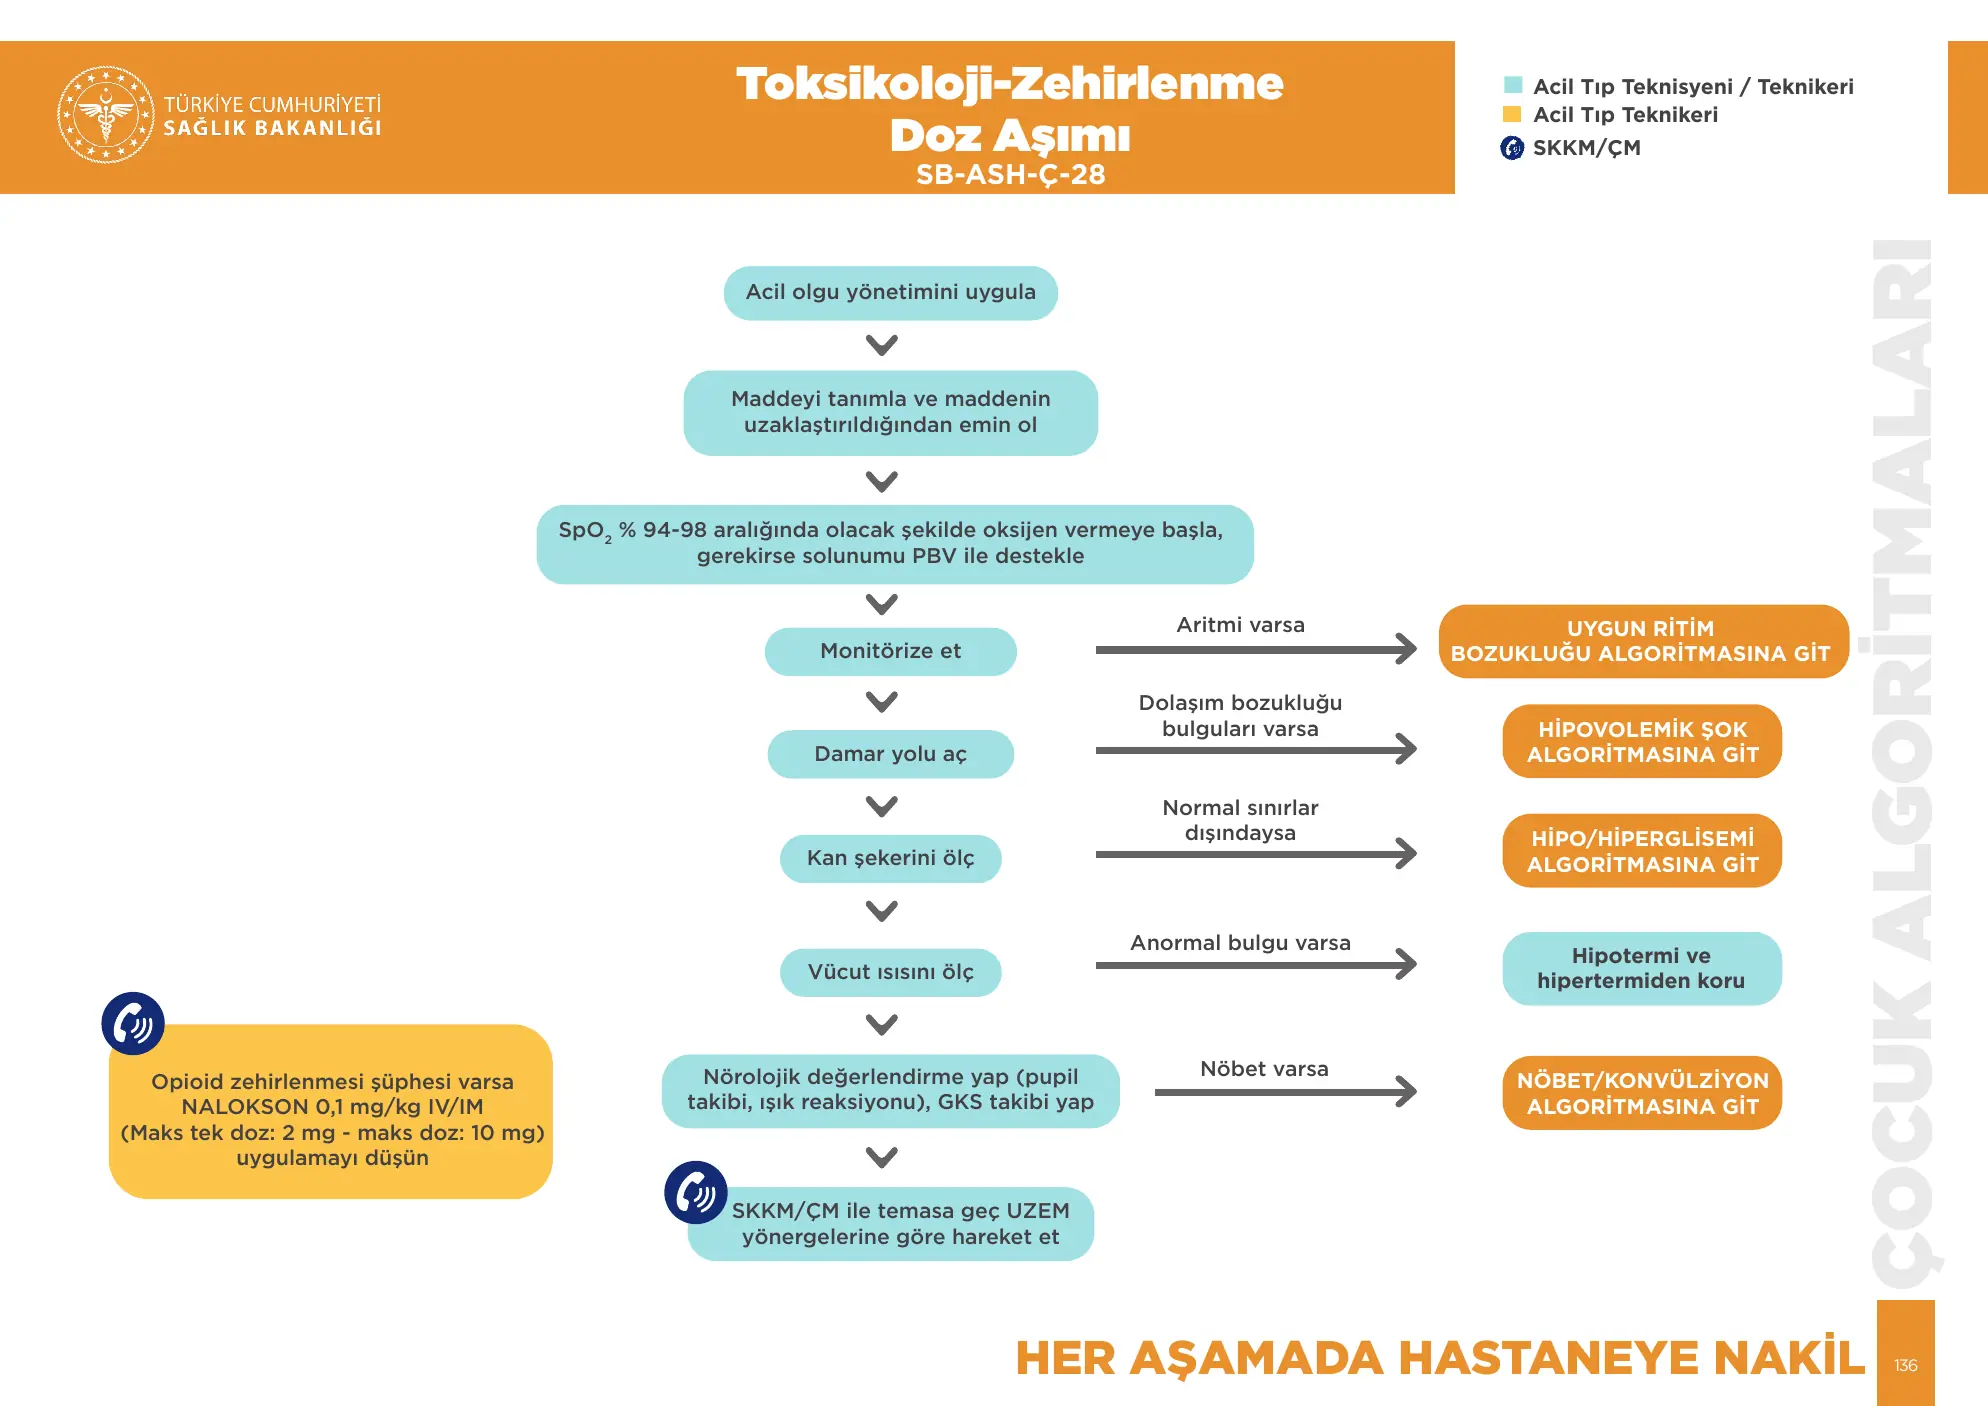 TÜRKİYE CUMHURİYETİ
SAĞLIK BAKANLIĞI
Toksikoloji-Zehirlenme
Doz Aşımı
SB-ASH-Ç-28
Acil Tıp Teknisyeni / Teknikeri
Acil Tıp Teknikeri
SKKM/ÇM
Acil olgu yönetimini uygula
Maddeyi tanımla ve maddenin
uzaklaştırıldığından emin ol
SpO2 % 94-98 aralığında olacak şekilde oksijen vermeye başla,
gerekirse solunumu PBV ile destekle
Monitörize et
Aritmi varsa
UYGUN RİTİM
BOZUKLUĞU ALGORİTMASINA GİT
Damar yolu aç
Dolaşım bozukluğu
bulguları varsa
HİPOVOLEMİK ŞOK
ALGORİTMASINA GİT
Kan şekerini ölç
Normal sınırlar
dışındaysa
HİPO/HİPERGLİSEMİ
ALGORİTMASINA GİT
Vücut ısısını ölç
Anormal bulgu varsa
Hipotermi ve
hipertermiden koru
Opioid zehirlenmesi şüphesi varsa
NALOKSON 0,1 mg/kg IV/IM
(Maks tek doz: 2 mg - maks doz: 10 mg)
uygulamayı düşün
Nörolojik değerlendirme yap (pupil
takibi, ışık reaksiyonu), GKS takibi yap
Nöbet varsa
NÖBET/KONVÜLZİYON
ALGORİTMASINA GİT
SKKM/ÇM ile temasa geç UZEM
yönergelerine göre hareket et
ÇOCUK ALGORİTMALARI
HER AŞAMADA HASTANEYE NAKİL
136